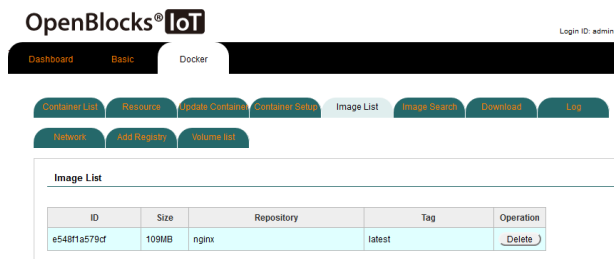 OpenBlocks® IoT
Login ID: admin
Dashboard Basic Docker
Container List Resource Update Container Container Setup Image List Image Search Download Log
Network Add Registry Volume list
Image List
ID Size Repository Tag Operation
e548f1a579cf 109MB nginx latest Delete